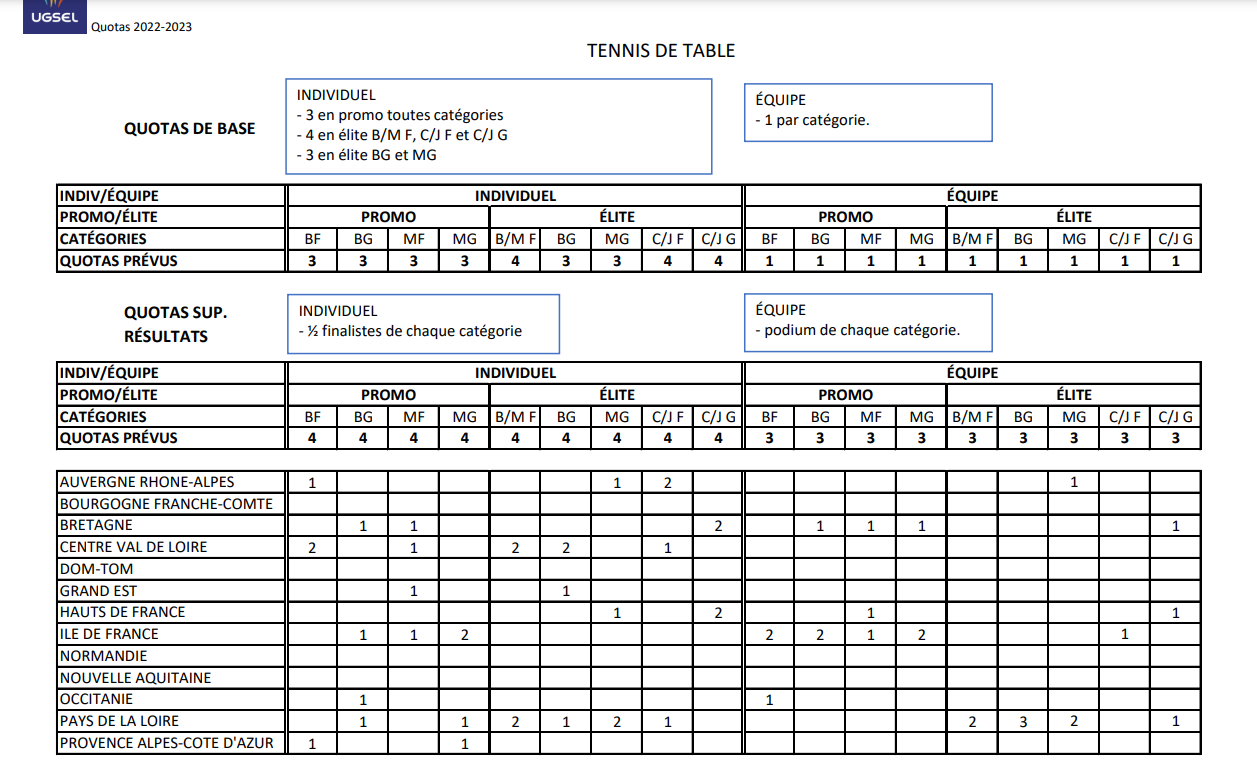 UGSEL
Quotas 2022-2023
TENNIS DE TABLE
QUOTAS DE BASE
INDIVIDUEL
- 3 en promo toutes catégories
- 4 en élite B/M F, C/J F et C/J G
- 3 en élite BG et MG
ÉQUIPE
- 1 par catégorie.
INDIV/ÉQUIPE INDIVIDUEL ÉQUIPE
PROMO/ÉLITE PROMO ÉLITE PROMO ÉLITE
CATÉGORIES BF BG MF MG B/M F BG MG C/J F C/J G BF BG MF MG B/M F BG MG C/J F C/J G
QUOTAS PRÉVUS 3 3 3 3 4 3 3 4 4 1 1 1 1 1 1 1 1 1
QUOTAS SUP.
RÉSULTATS
INDIVIDUEL
- ½ finalistes de chaque catégorie
ÉQUIPE
- podium de chaque catégorie.
INDIV/ÉQUIPE INDIVIDUEL ÉQUIPE
PROMO/ÉLITE PROMO ÉLITE PROMO ÉLITE
CATÉGORIES BF BG MF MG B/M F BG MG C/J F C/J G BF BG MF MG B/M F BG MG C/J F C/J G
QUOTAS PRÉVUS 4 4 4 4 4 4 4 4 4 3 3 3 3 3 3 3 3 3
AUVERGNE RHONE-ALPES 1 1 2 1
BOURGOGNE FRANCHE-COMTE
BRETAGNE 1 1 2 1 1 1 1
CENTRE VAL DE LOIRE 2 1 2 2 1
DOM-TOM
GRAND EST 1 1
HAUTS DE FRANCE 1 2 1 1
ILE DE FRANCE 1 1 2 2 2 1 2 1
NORMANDIE
NOUVELLE AQUITAINE
OCCITANIE 1 1
PAYS DE LA LOIRE 1 1 2 1 2 1 2 3 2 1
PROVENCE ALPES-COTE D'AZUR 1 1